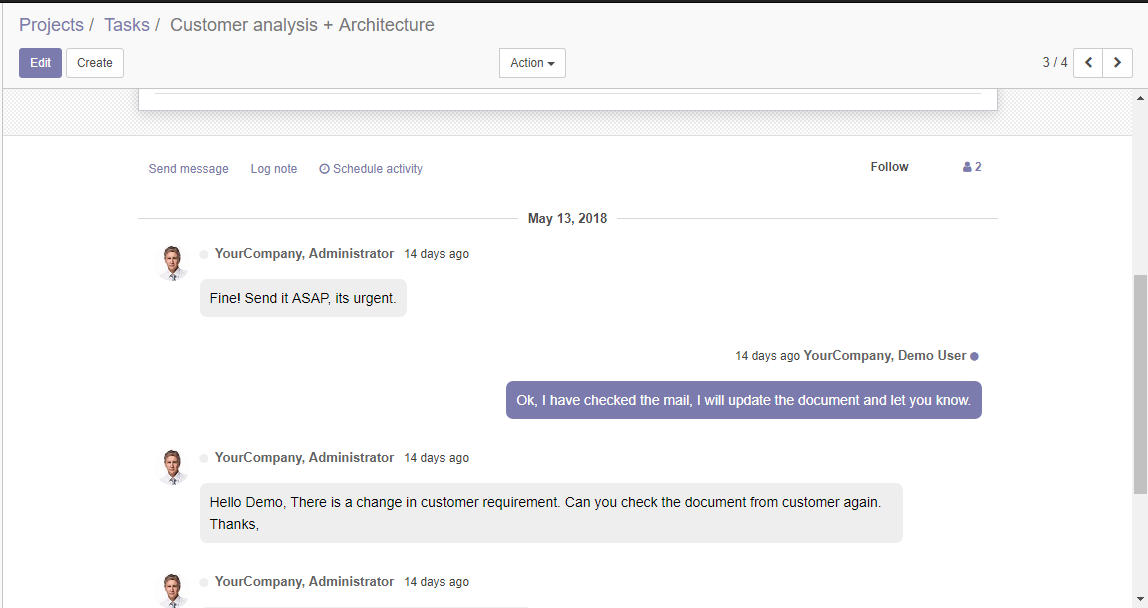 Projects / Tasks / Customer analysis + Architecture
Edit Create Action 3 / 4
Send message Log note Schedule activity Follow 2
May 13, 2018
YourCompany, Administrator 14 days ago
Fine! Send it ASAP, its urgent.
14 days ago YourCompany, Demo User
Ok, I have checked the mail, I will update the document and let you know.
YourCompany, Administrator 14 days ago
Hello Demo, There is a change in customer requirement. Can you check the document from customer again.
Thanks,
YourCompany, Administrator 14 days ago